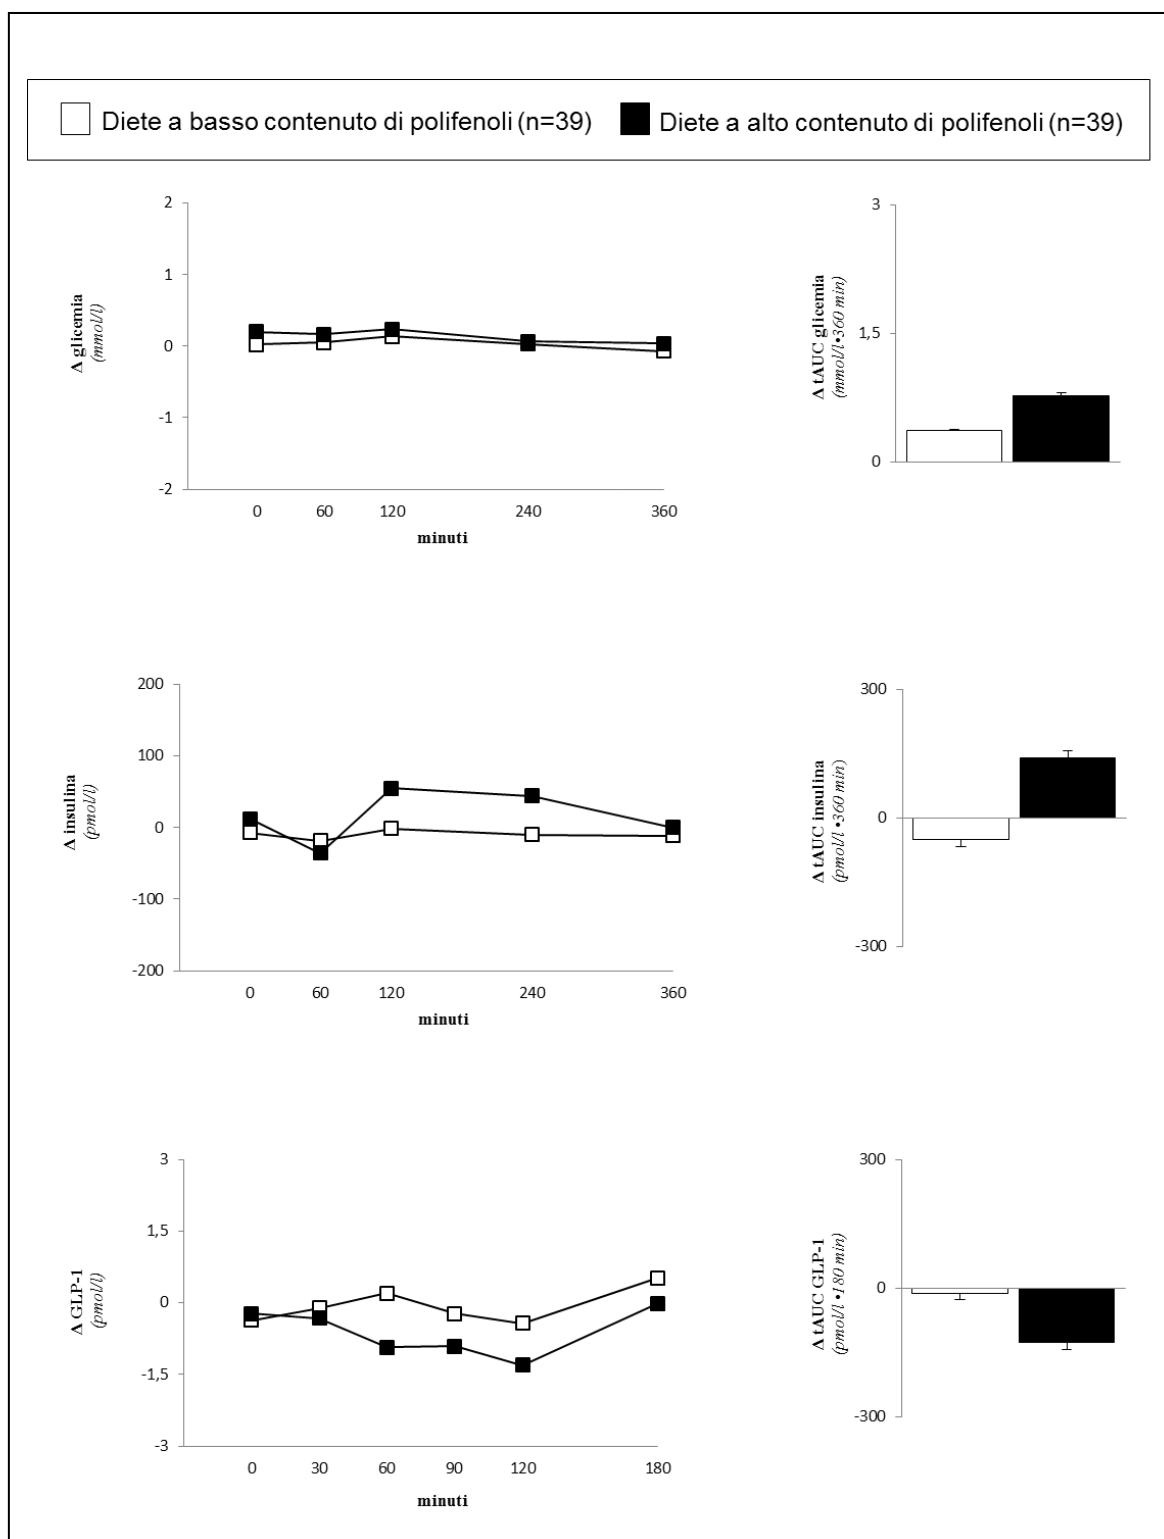 Diete a basso contenuto di polifenoli (n=39) Diete a alto contenuto di polifenoli (n=39)
Δ glicemia
(mmol/l)
2
1
0
-1
-2
0 60 120 240 360
minuti
Δ tAUC glicemia
(mmol/l•360 min)
3
1,5
0
Δ insulina
(pmol/l)
200
100
0
-100
-200
0 60 120 240 360
minuti
Δ tAUC insulina
(pmol/l •360 min)
300
0
-300
Δ GLP-1
(pmol/l)
3
1,5
0
-1,5
-3
0 30 60 90 120 180
minuti
Δ tAUC GLP-1
(pmol/l •180 min)
300
0
-300